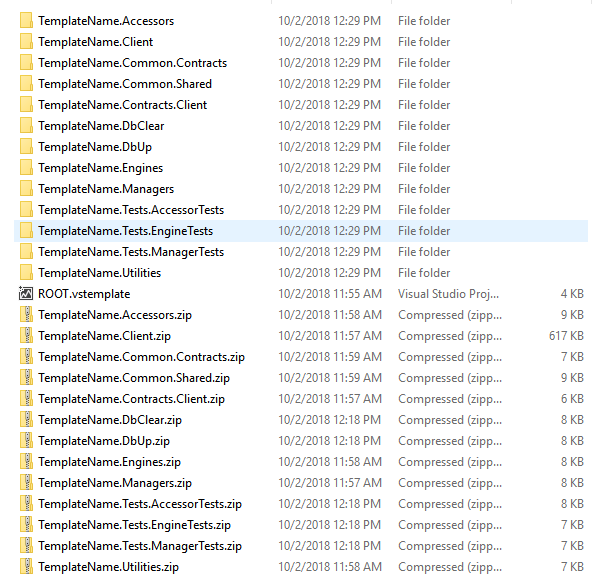 TemplateName.Accessors 10/2/2018 12:29 PM File folder
TemplateName.Client 10/2/2018 12:29 PM File folder
TemplateName.Common.Contracts 10/2/2018 12:29 PM File folder
TemplateName.Common.Shared 10/2/2018 12:29 PM File folder
TemplateName.Contracts.Client 10/2/2018 12:29 PM File folder
TemplateName.DbClear 10/2/2018 12:29 PM File folder
TemplateName.DbUp 10/2/2018 12:29 PM File folder
TemplateName.Engines 10/2/2018 12:29 PM File folder
TemplateName.Managers 10/2/2018 12:29 PM File folder
TemplateName.Tests.AccessorTests 10/2/2018 12:29 PM File folder
TemplateName.Tests.EngineTests 10/2/2018 12:29 PM File folder
TemplateName.Tests.ManagerTests 10/2/2018 12:29 PM File folder
TemplateName.Utilities 10/2/2018 12:29 PM File folder
ROOT.vstemplate 10/2/2018 11:55 AM Visual Studio Proj... 4 KB
TemplateName.Accessors.zip 10/2/2018 11:58 AM Compressed (zipp... 9 KB
TemplateName.Client.zip 10/2/2018 11:57 AM Compressed (zipp... 617 KB
TemplateName.Common.Contracts.zip 10/2/2018 11:59 AM Compressed (zipp... 7 KB
TemplateName.Common.Shared.zip 10/2/2018 11:59 AM Compressed (zipp... 9 KB
TemplateName.Contracts.Client.zip 10/2/2018 11:57 AM Compressed (zipp... 6 KB
TemplateName.DbClear.zip 10/2/2018 12:18 PM Compressed (zipp... 8 KB
TemplateName.DbUp.zip 10/2/2018 12:18 PM Compressed (zipp... 8 KB
TemplateName.Engines.zip 10/2/2018 11:58 AM Compressed (zipp... 8 KB
TemplateName.Managers.zip 10/2/2018 11:57 AM Compressed (zipp... 8 KB
TemplateName.Tests.AccessorTests.zip 10/2/2018 12:18 PM Compressed (zipp... 8 KB
TemplateName.Tests.EngineTests.zip 10/2/2018 12:18 PM Compressed (zipp... 7 KB
TemplateName.Tests.ManagerTests.zip 10/2/2018 12:18 PM Compressed (zipp... 7 KB
TemplateName.Utilities.zip 10/2/2018 11:58 AM Compressed (zipp... 7 KB